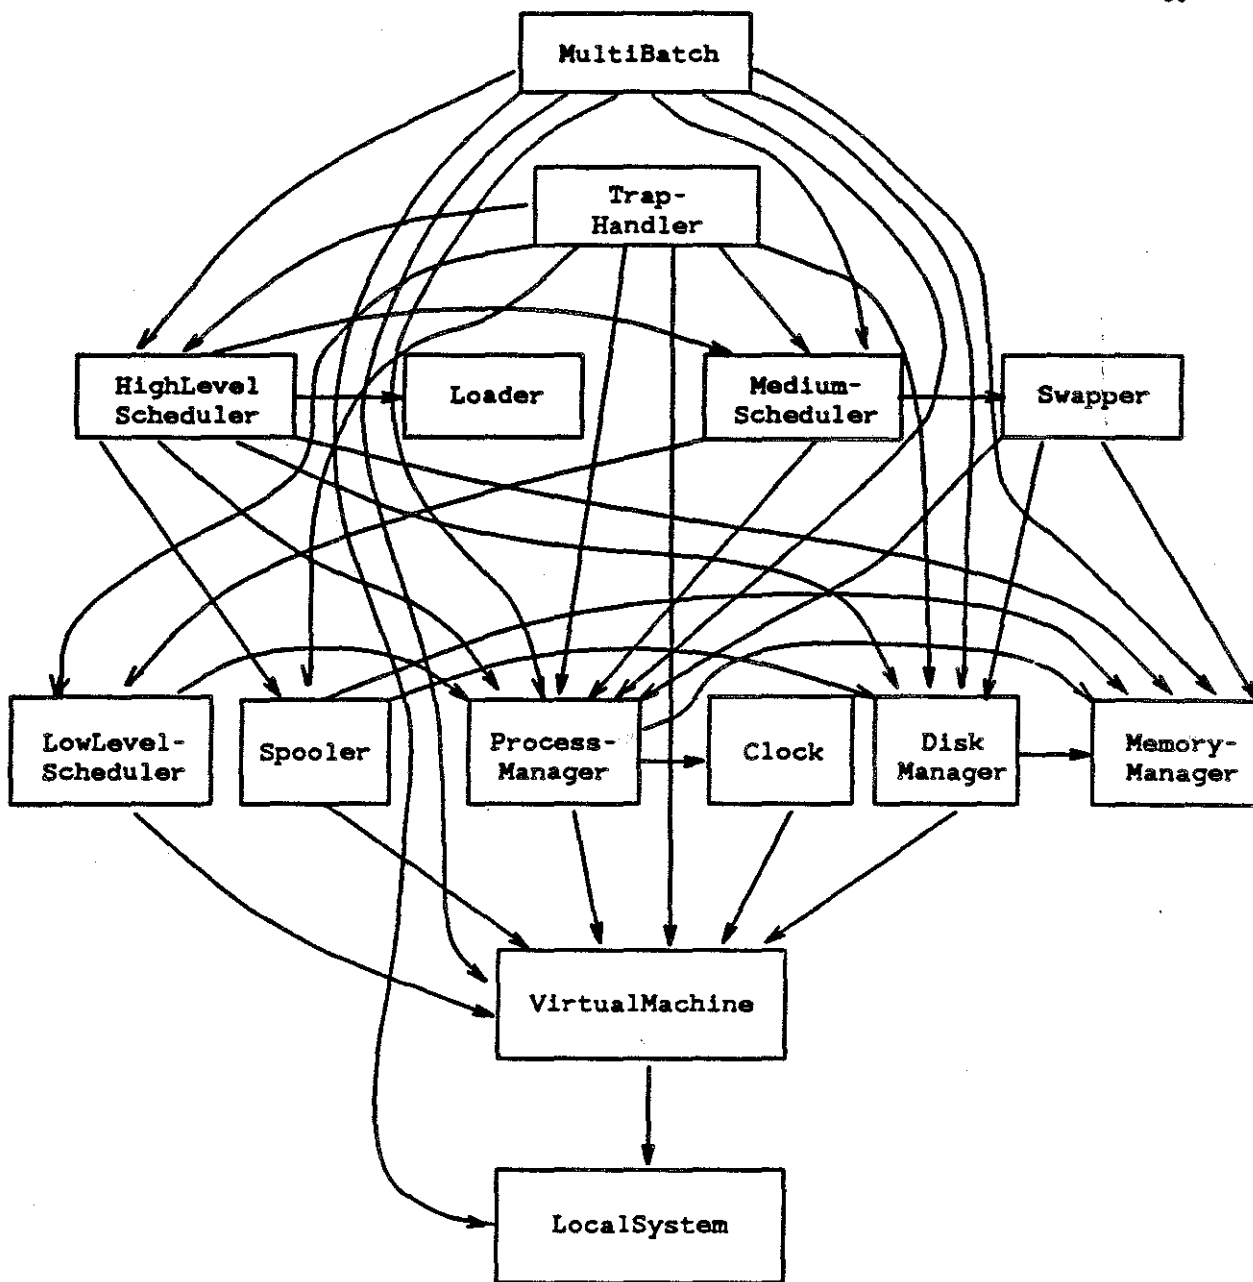 MultiBatch
Trap-
Handler
HighLevel
Scheduler
Loader
Medium-
Scheduler
Swapper
LowLevel-
Scheduler
Spooler
Process-
Manager
Clock
Disk
Manager
Memory-
Manager
VirtualMachine
LocalSystem